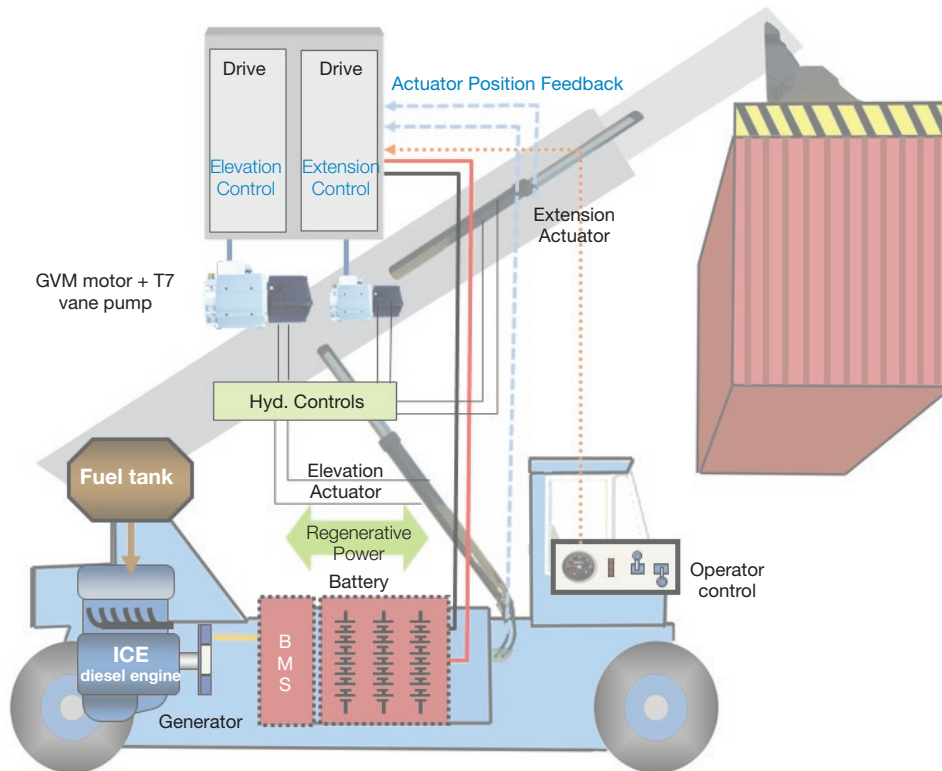 Drive
Drive
Actuator Position Feedback
Elevation
Control
Extension
Control
Extension
Actuator
GVM motor + T7
vane pump
Hyd. Controls
Fuel tank
Elevation
Actuator
Regenerative
Power
Battery
Operator
control
ICE
diesel engine
B
M
S
Generator